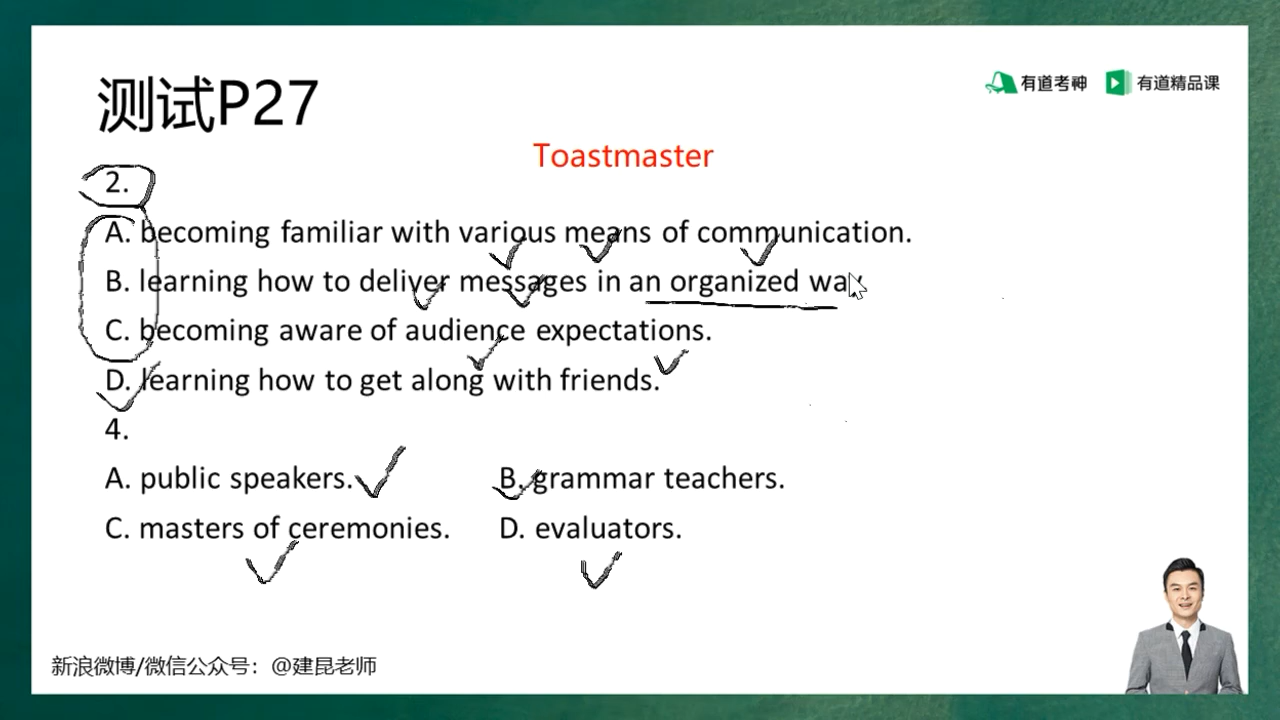 测试P27
有道考神 有道精品课
Toastmaster
2.
A. becoming familiar with various means of communication.
B. learning how to deliver messages in an organized way
C. becoming aware of audience expectations.
D. learning how to get along with friends.
4.
A. public speakers. B. grammar teachers.
C. masters of ceremonies. D. evaluators.
新浪微博/微信公众号：@建昆老师